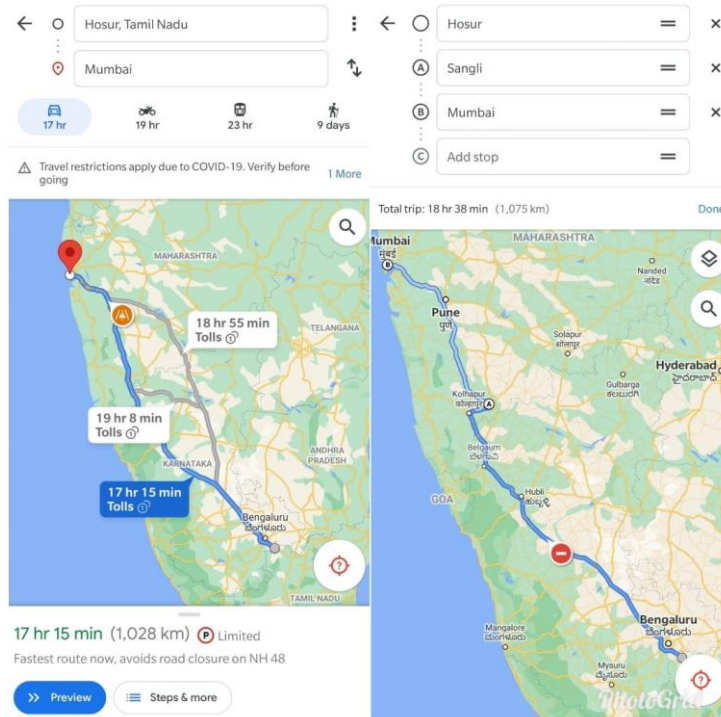 Hosur, Tamil Nadu
Mumbai
17 hr
19 hr
23 hr
9 days
Travel restrictions apply due to COVID-19. Verify before
going
1 More
MAHARASHTRA
18 hr 55 min
Tolls
TELANGANA
19 hr 8 min
Tolls
KARNATAKA
ANDHRA
PRADESH
17 hr 15 min
Tolls
Bengaluru
ಬೆಂಗಳೂರು
TAMIL NADU
17 hr 15 min (1,028 km) P Limited
Fastest route now, avoids road closure on NH 48
Preview
Steps & more
Hosur
A Sangli
B Mumbai
C Add stop
Total trip: 18 hr 38 min (1,075 km)
Done
Mumbai
मुंबई
B
MAHARASHTRA
Nanded
नांदेड
Pune
पुणे
Solapur
सोलापूर
Hyderabad
Kolhapur
कोल्हापूर
A
Gulbarga
ಕಲಬುರಗಿ
Belgaum
ಬೆಳಗಾವಿ
GOA
Hubli
ಹುಬ್ಬಳ್ಳಿ
Mangalore
ಮಂಗಳೂರು
Bengaluru
ಬೆಂಗಳೂರು
Mysuru
ಮೈಸೂರು
PhotoGrid